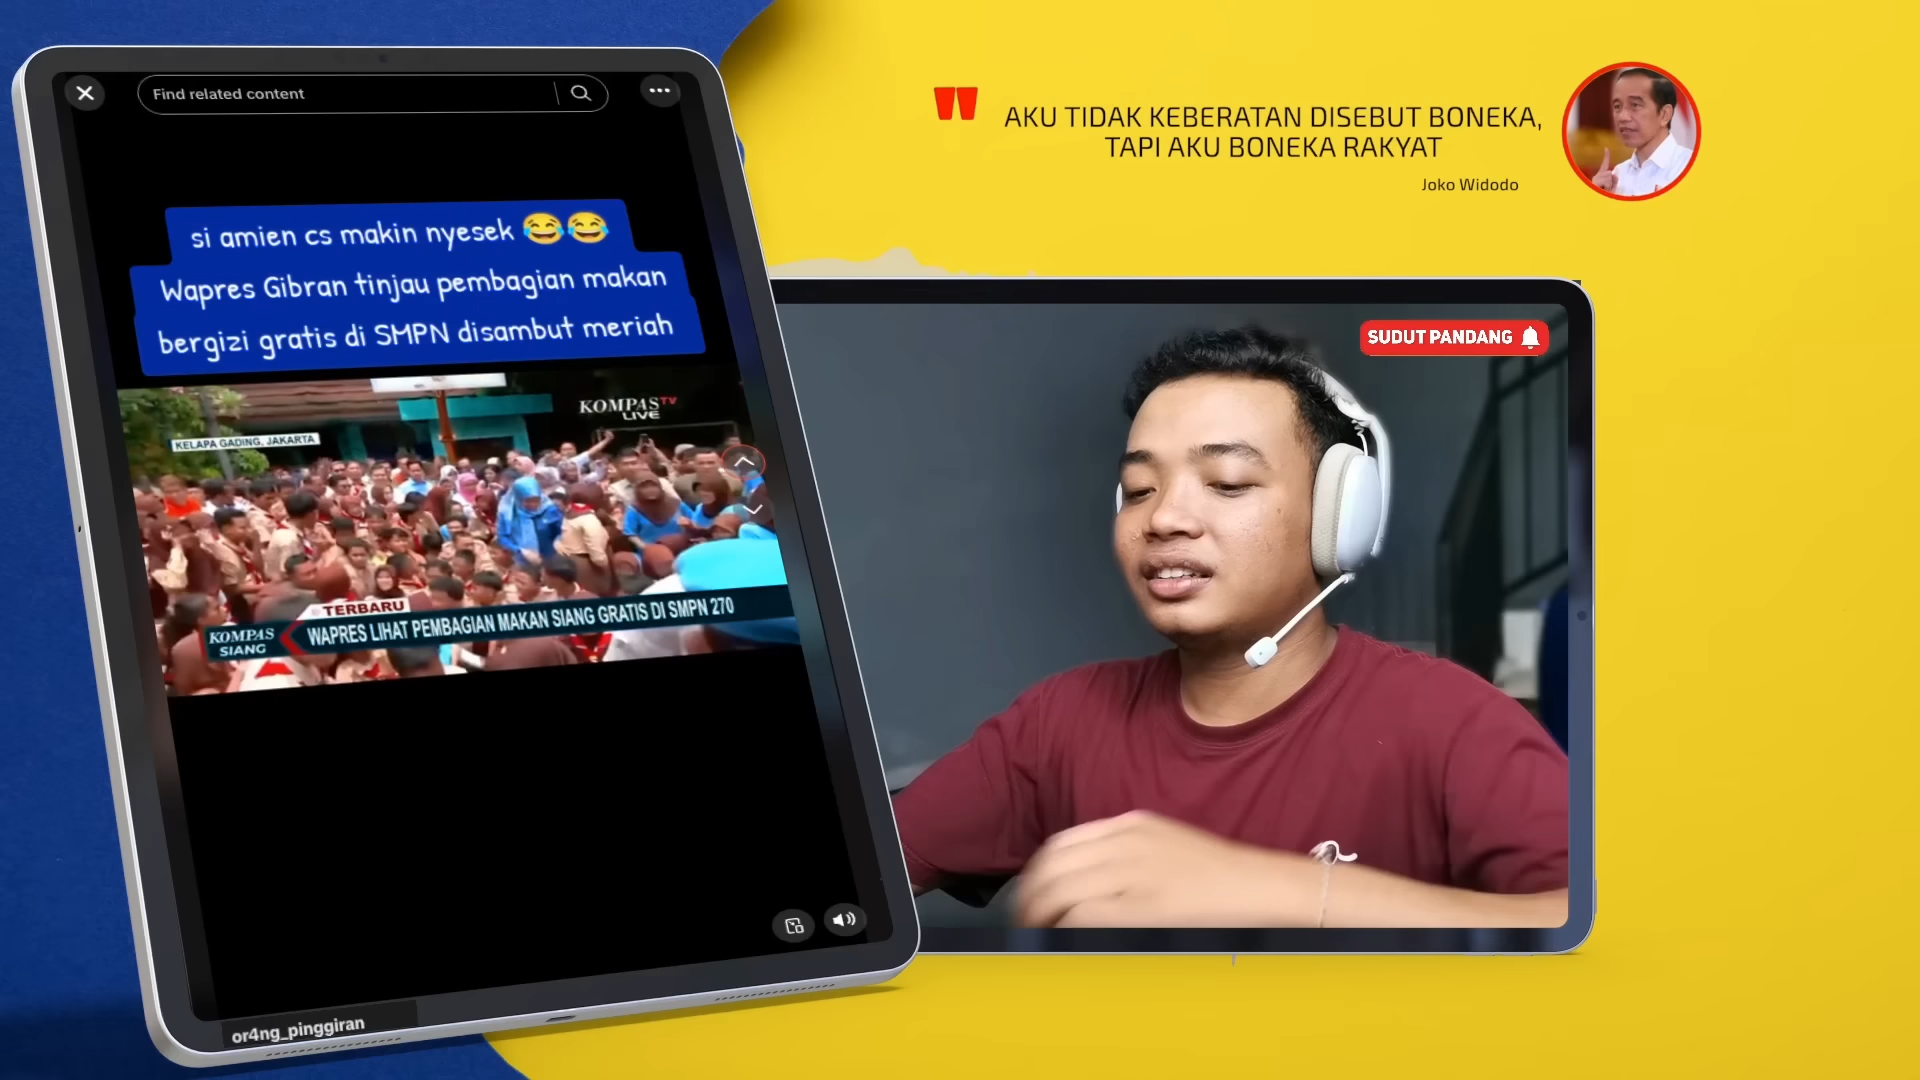 Find related content
si amien cs makin nyesek 😂😂
Wapres Gibran tinjau pembagian makan
bergizi gratis di SMPN disambut meriah
KOMPASTV
LIVE
KELAPA GADING, JAKARTA
TERBARU
KOMPAS
SIANG
WAPRES LIHAT PEMBAGIAN MAKAN SIANG GRATIS DI SMPN 270
or4ng_pinggiran
" AKU TIDAK KEBERATAN DISEBUT BONEKA,
TAPI AKU BONEKA RAKYAT
Joko Widodo
SUDUT PANDANG